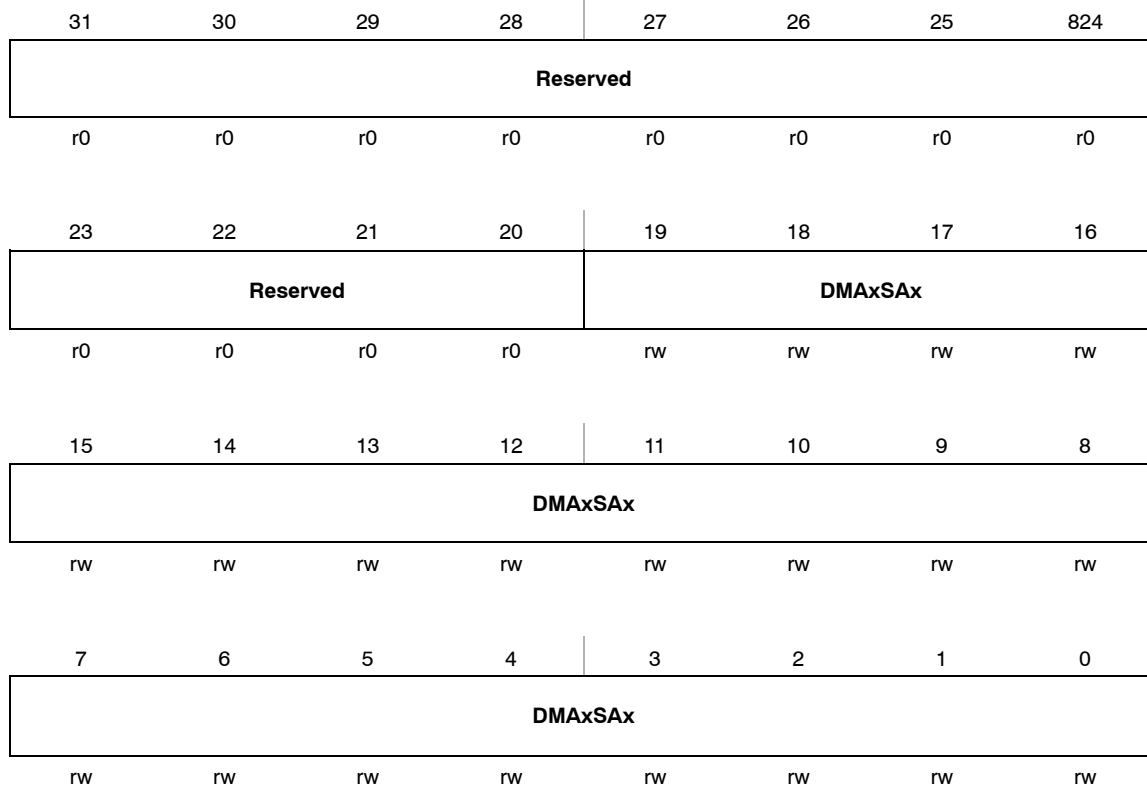 31 30 29 28 27 26 25 824
Reserved
r0 r0 r0 r0 r0 r0 r0 r0
23 22 21 20 19 18 17 16
Reserved DMAxSAx
r0 r0 r0 r0 rw rw rw rw
15 14 13 12 11 10 9 8
DMAxSAx
rw rw rw rw rw rw rw rw
7 6 5 4 3 2 1 0
DMAxSAx
rw rw rw rw rw rw rw rw